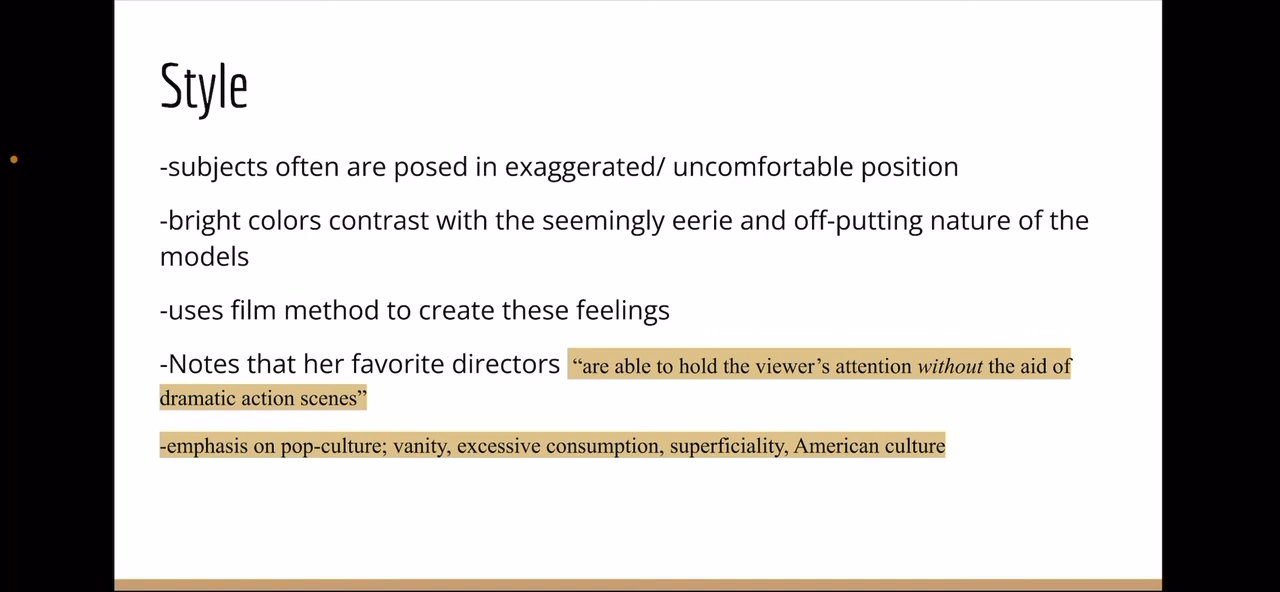 Style
-subjects often are posed in exaggerated/ uncomfortable position
-bright colors contrast with the seemingly eerie and off-putting nature of the
models
-uses film method to create these feelings
-Notes that her favorite directors “are able to hold the viewer’s attention without the aid of
dramatic action scenes”
-emphasis on pop-culture; vanity, excessive consumption, superficiality, American culture